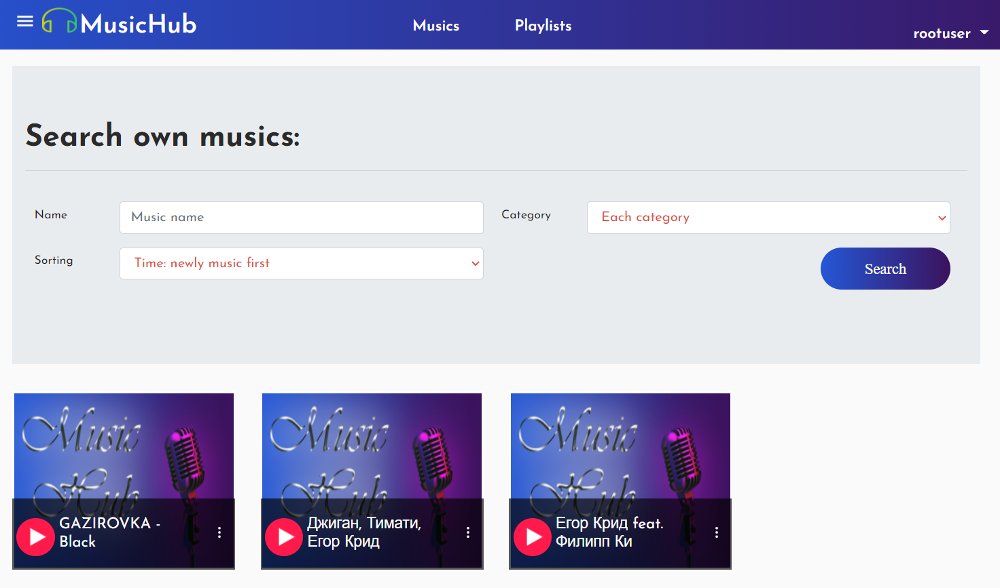 MusicHub
Musics
Playlists
rootuser
Search own musics:
Name
Music name
Category
Each category
Sorting
Time: newly music first
Search
Music
Hub
GAZIROVKA -
Black
Music
Hub
Джиган, Тимати,
Егор Крид
Music
Hub
Егор Крид feat.
Филипп Ки